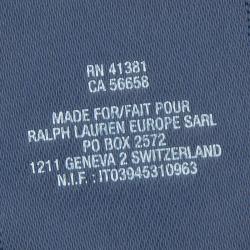 RN 41381
CA 56658
MADE FOR/FAIT POUR
RALPH LAUREN EUROPE SARL
PO BOX 2572
1211 GENEVA 2 SWITZERLAND
N.I.F. : IT03945310963